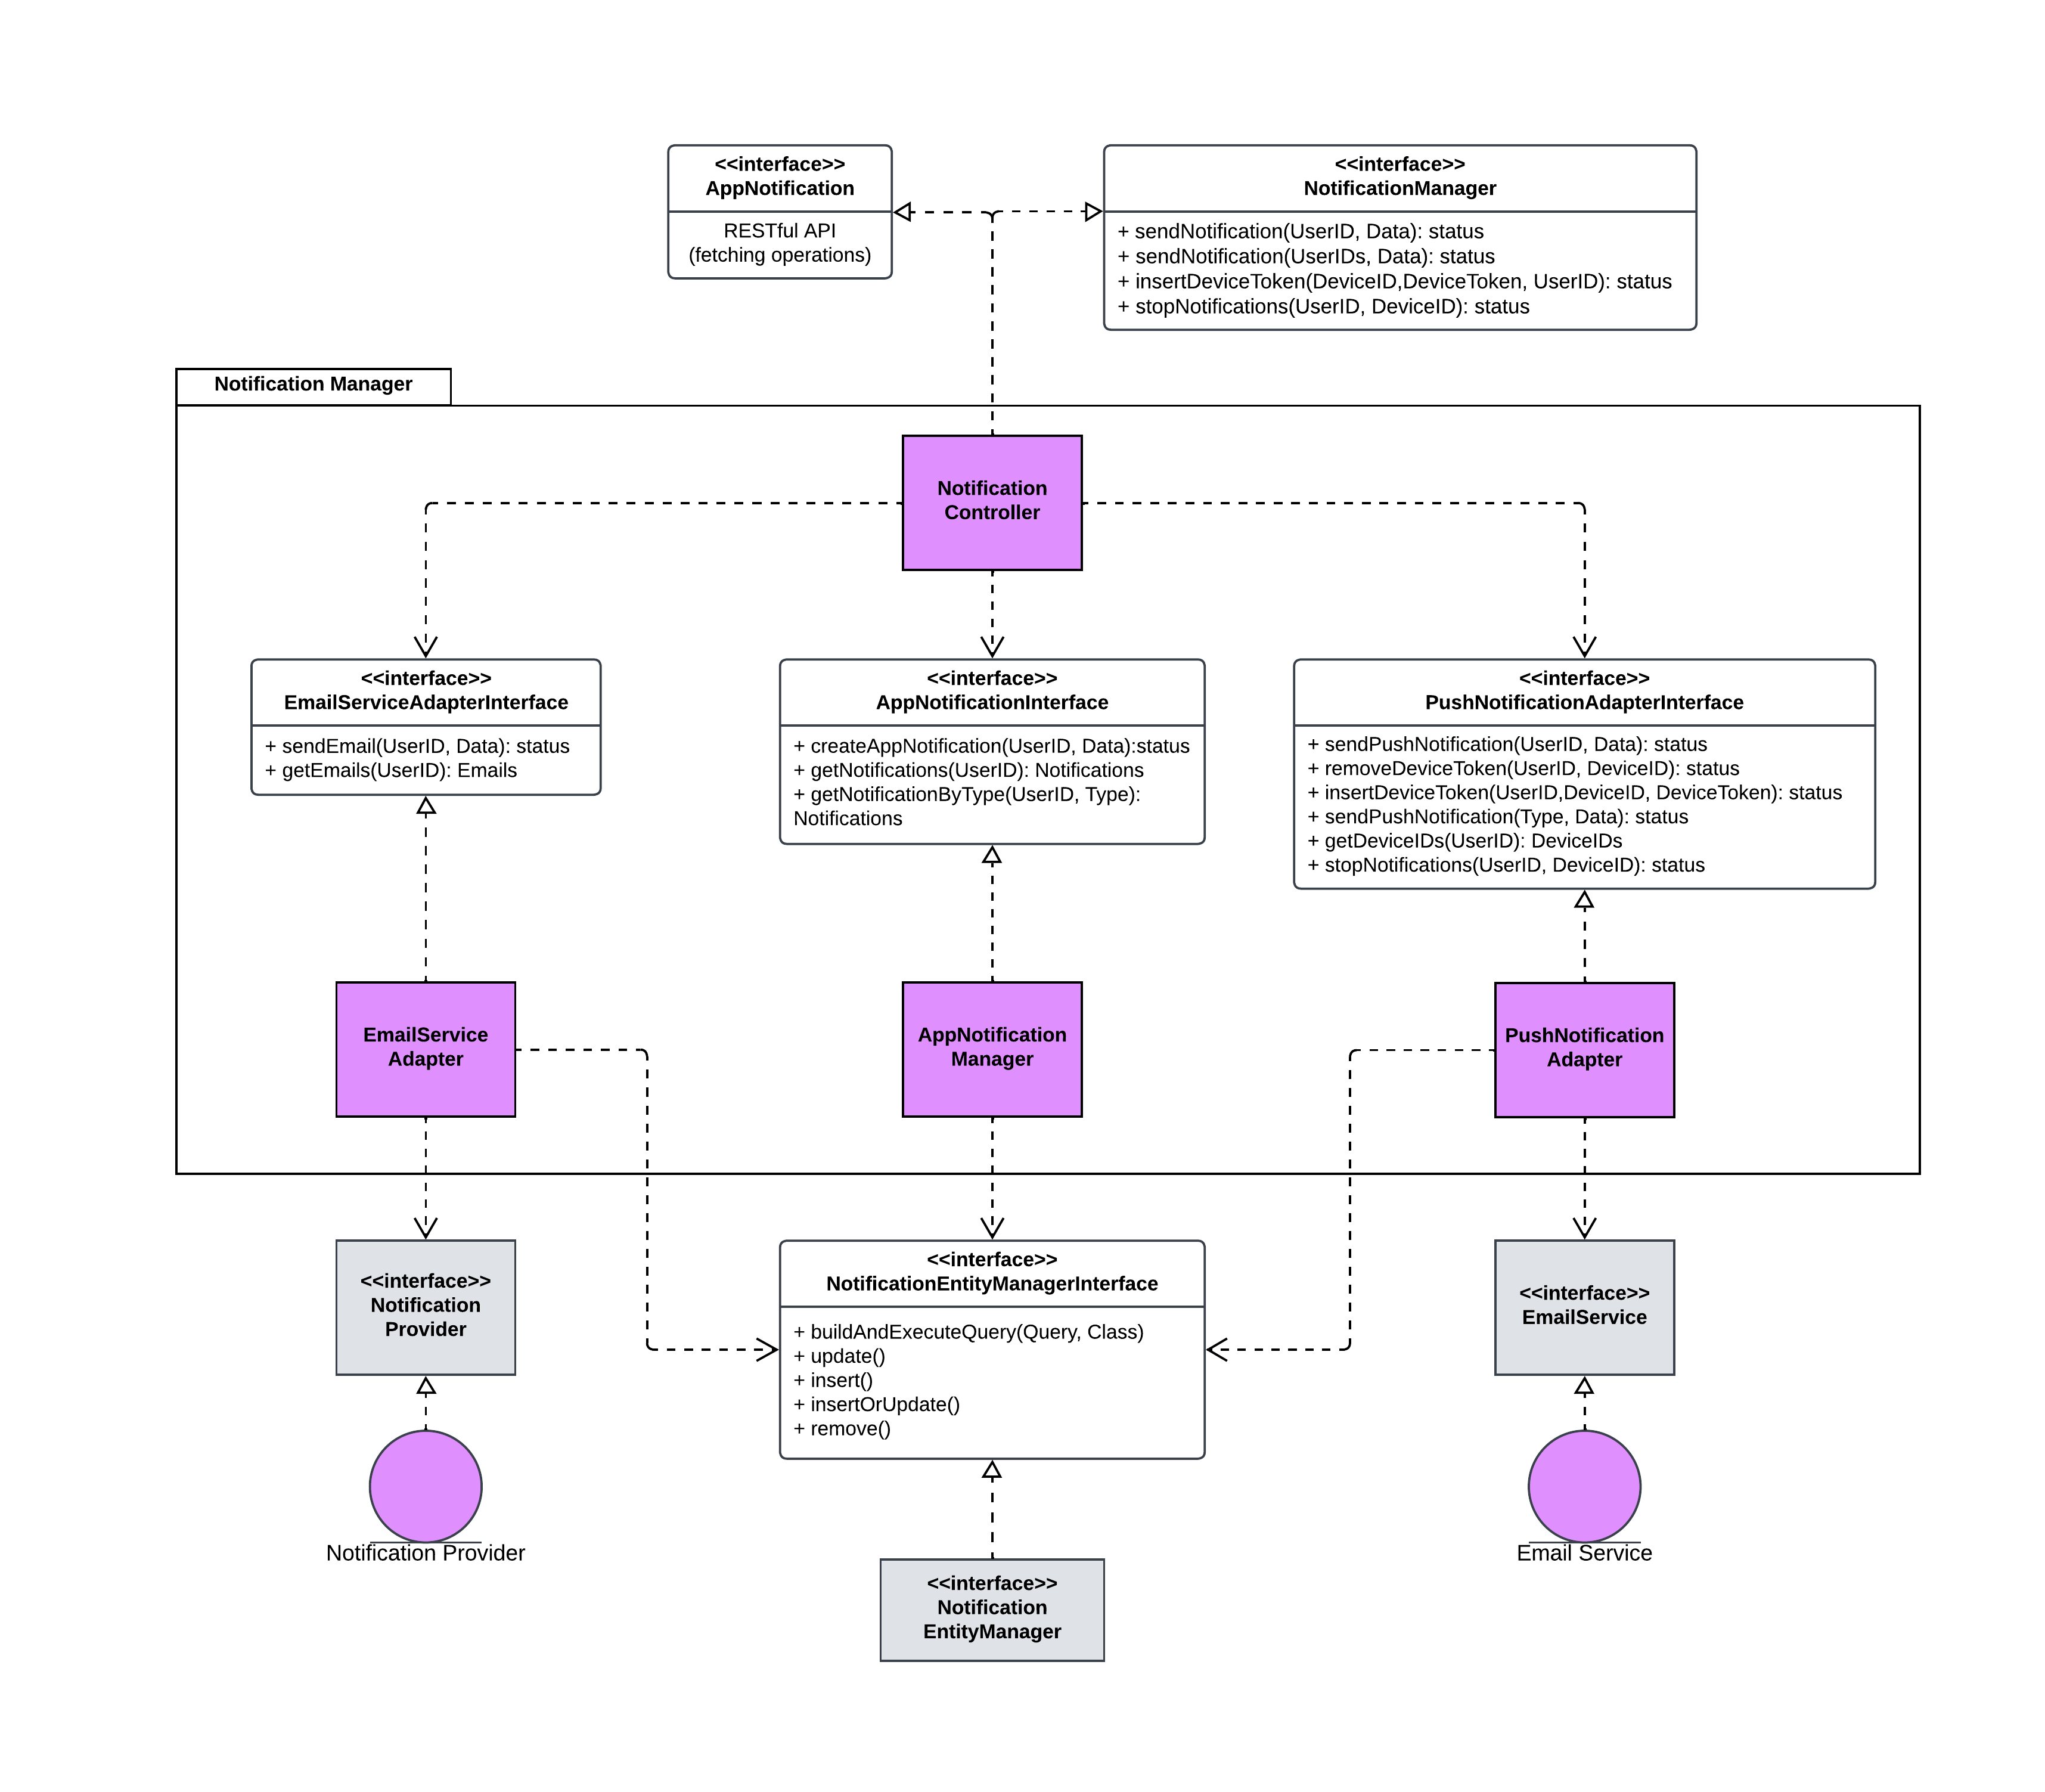 <<interface>>
AppNotification
RESTful API
(fetching operations)
<<interface>>
NotificationManager
+ sendNotification(UserID, Data): status
+ sendNotification(UserIDs, Data): status
+ insertDeviceToken(DeviceID,DeviceToken, UserID): status
+ stopNotifications(UserID, DeviceID): status
Notification Manager
Notification
Controller
<<interface>>
EmailServiceAdapterInterface
+ sendEmail(UserID, Data): status
+ getEmails(UserID): Emails
<<interface>>
AppNotificationInterface
+ createAppNotification(UserID, Data):status
+ getNotifications(UserID): Notifications
+ getNotificationByType(UserID, Type):
Notifications
<<interface>>
PushNotificationAdapterInterface
+ sendPushNotification(UserID, Data): status
+ removeDeviceToken(UserID, DeviceID): status
+ insertDeviceToken(UserID,DeviceID, DeviceToken): status
+ sendPushNotification(Type, Data): status
+ getDeviceIDs(UserID): DeviceIDs
+ stopNotifications(UserID, DeviceID): status
EmailService
Adapter
AppNotification
Manager
PushNotification
Adapter
<<interface>>
Notification
Provider
<<interface>>
NotificationEntityManagerInterface
+ buildAndExecuteQuery(Query, Class)
+ update()
+ insert()
+ insertOrUpdate()
+ remove()
<<interface>>
EmailService
Notification Provider
Email Service
<<interface>>
Notification
EntityManager